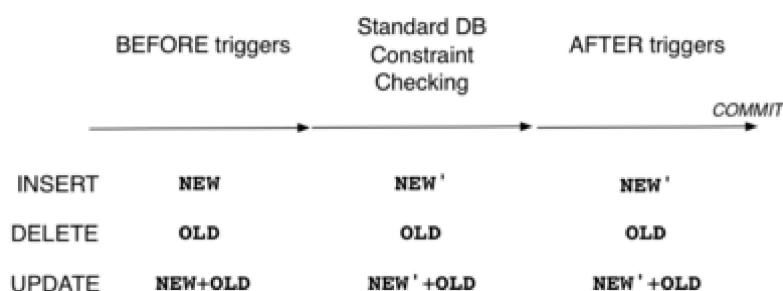 BEFORE triggers
Standard DB
Constraint
Checking
AFTER triggers
COMMIT
INSERT NEW NEW' NEW'
DELETE OLD OLD OLD
UPDATE NEW+OLD NEW'+OLD NEW'+OLD